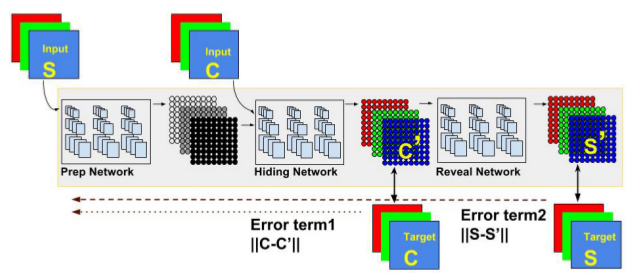 Input
S
Input
C
C'
S'
Prep Network
Hiding Network
Reveal Network
Error term1
||C-C'||
Error term2
||S-S'||
Target
C
Target
S